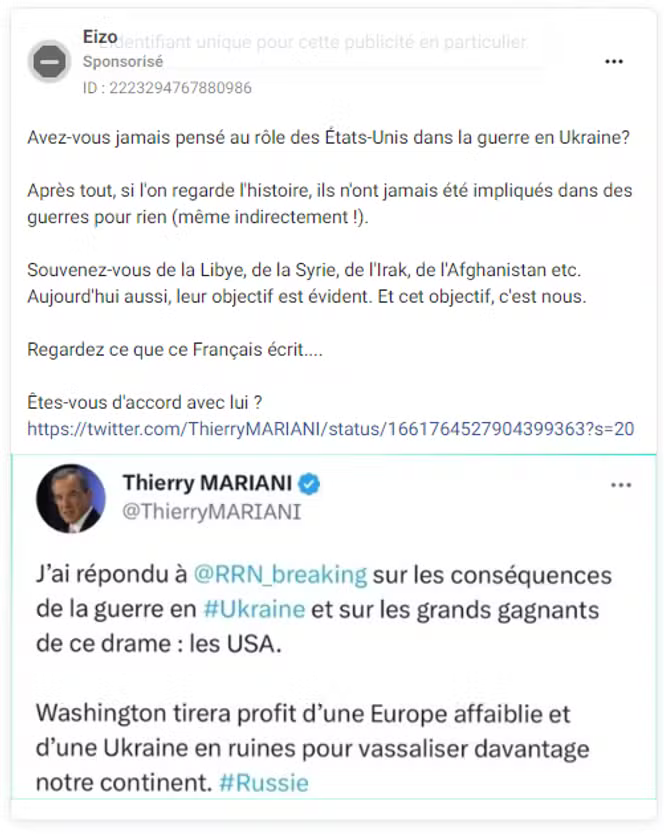 Eizo
Identifiant unique pour cette publicité en particulier
Sponsorisé
ID : 2223294767880986
Avez-vous jamais pensé au rôle des États-Unis dans la guerre en Ukraine?
Après tout, si l'on regarde l'histoire, ils n'ont jamais été impliqués dans des
guerres pour rien (même indirectement !).
Souvenez-vous de la Libye, de la Syrie, de l'Irak, de l'Afghanistan etc.
Aujourd'hui aussi, leur objectif est évident. Et cet objectif, c'est nous.
Regardez ce que ce Français écrit....
Êtes-vous d'accord avec lui ?
https://twitter.com/ThierryMARIANI/status/1661764527904399363?s=20
Thierry MARIANI
@ThierryMARIANI
J'ai répondu à @RRN_breaking sur les conséquences
de la guerre en #Ukraine et sur les grands gagnants
de ce drame : les USA.
Washington tirera profit d'une Europe affaiblie et
d'une Ukraine en ruines pour vassaliser davantage
notre continent. #Russie